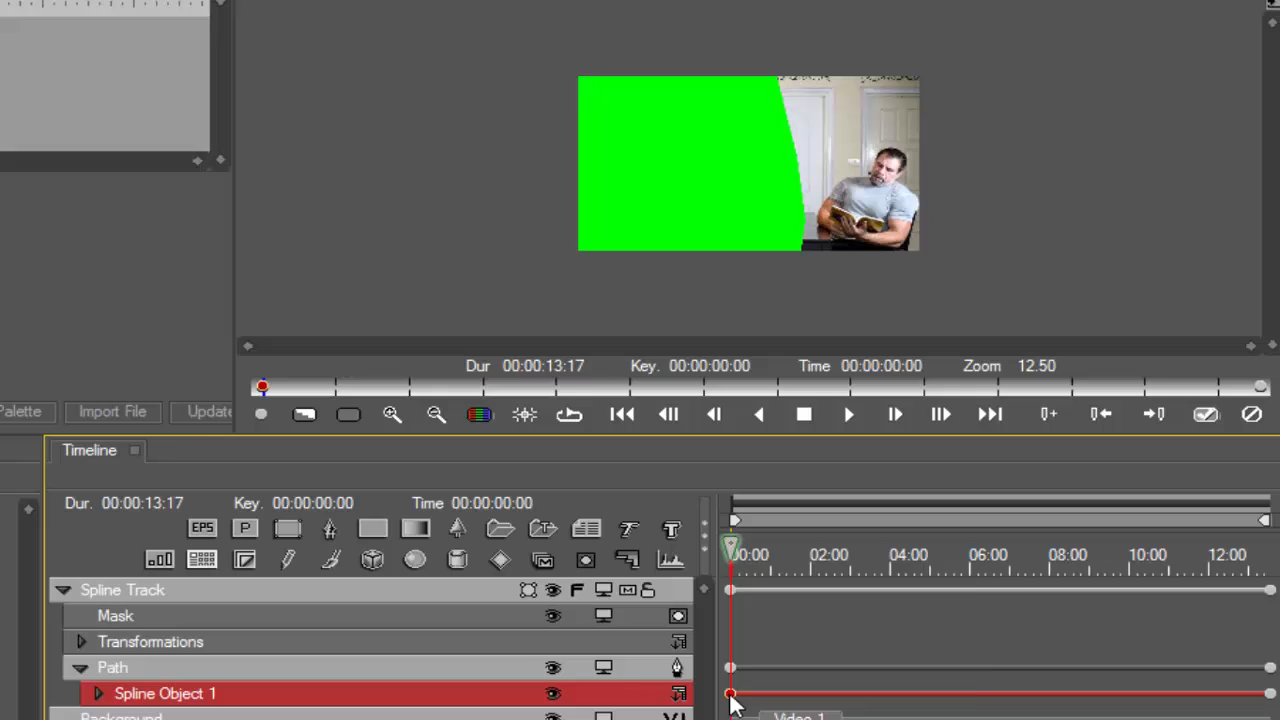 Dur 00:00:13:17 Key. 00:00:00:00 Time 00:00:00:00 Zoom 12.50
Palette Import File Update
Timeline
Dur. 00:00:13:17 Key. 00:00:00:00 Time 00:00:00:00
EPS P T T T
00:00 02:00 04:00 06:00 08:00 10:00 12:00
Spline Track F M
Mask
Transformations
Path
Spline Object 1
Background V1
Video 1